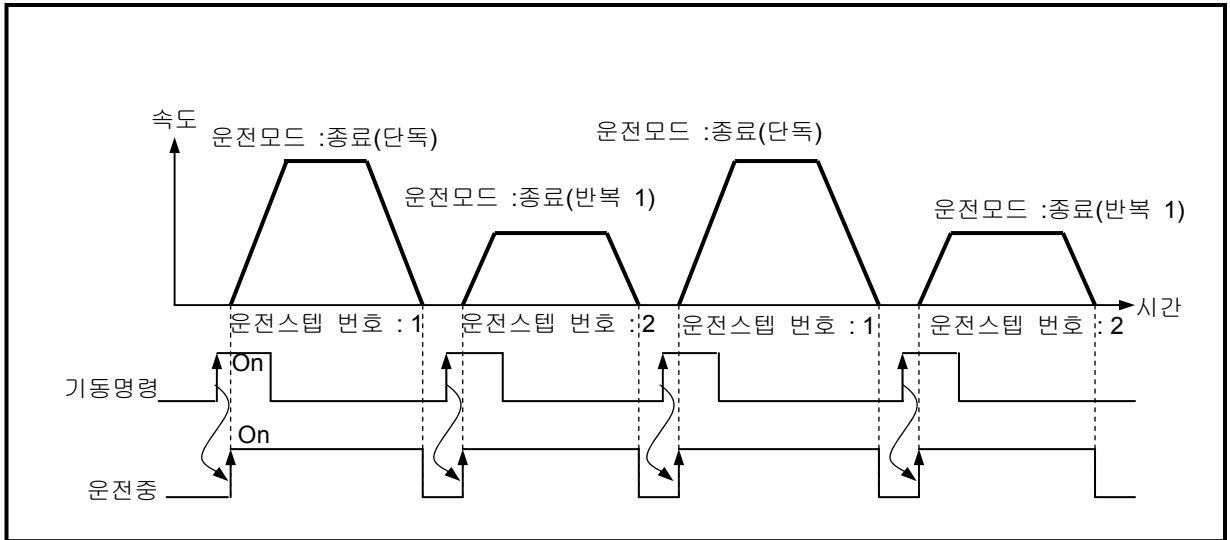 속도
운전모드 :종료(단독)
운전모드 :종료(단독)
운전모드 :종료(반복 1)
운전모드 :종료(반복 1)
시간
운전스텝 번호 : 1
운전스텝 번호 : 2
운전스텝 번호 : 1
운전스텝 번호 : 2
On
기동명령
On
운전중